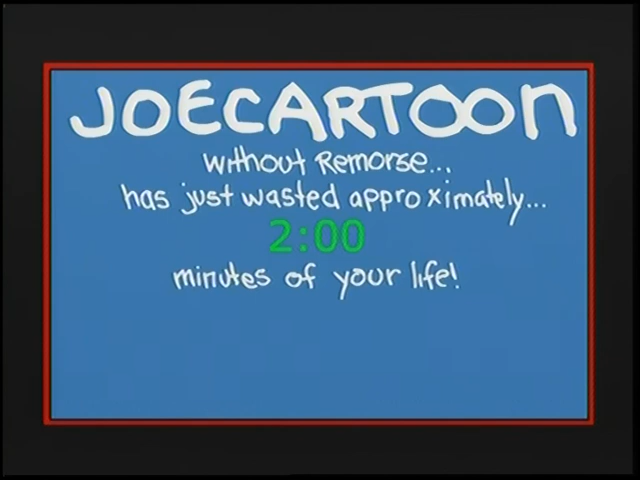 JOECARTOON
without Remorse...
has just wasted approximately...
2:00
minutes of your life!